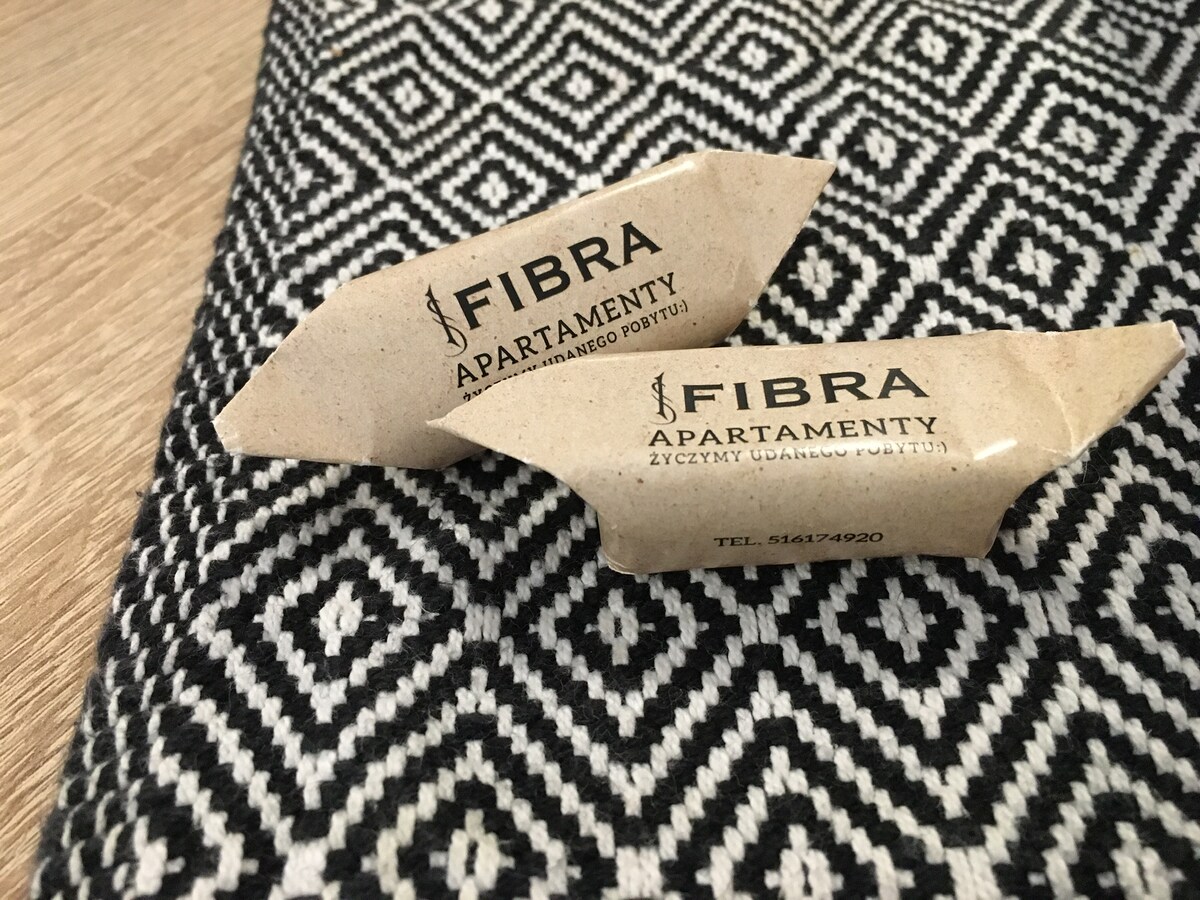 FIBRA
APARTAMENTY
ŻYCZYMY UDANEGO POBYTU:)
FIBRA
APARTAMENTY
ŻYCZYMY UDANEGO POBYTU:)
TEL. 516174920